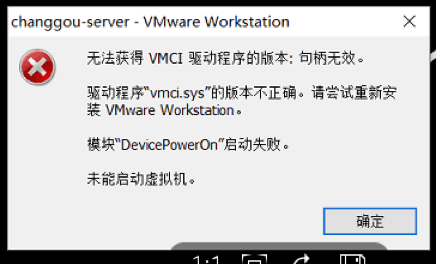 changgou-server - VMware Workstation
无法获得 VMCI 驱动程序的版本: 句柄无效。
驱动程序“vmci.sys”的版本不正确。请尝试重新安
装 VMware Workstation。
模块“DevicePowerOn”启动失败。
未能启动虚拟机。
确定
1:1